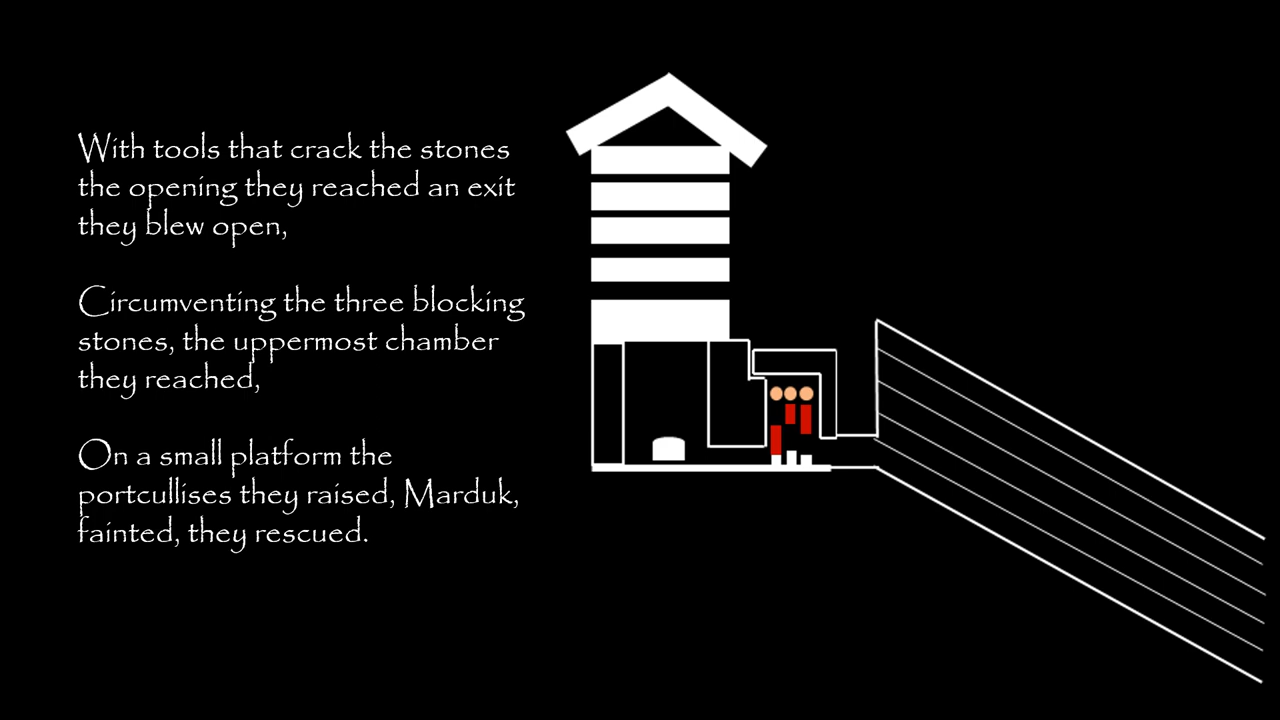 With tools that crack the stones
the opening they reached an exit
they blew open,
Circumventing the three blocking
stones, the uppermost chamber
they reached,
On a small platform the
portcullises they raised, Marduk,
fainted, they rescued.